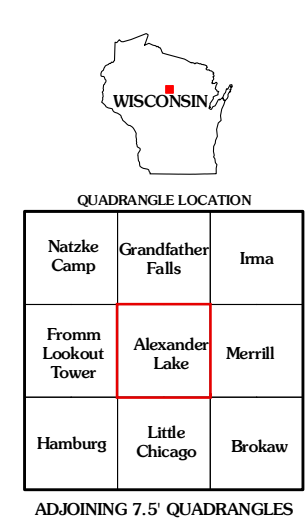 WISCONSIN
QUADRANGLE LOCATION
Natzke
Camp
Grandfather
Falls
Irma
Fromm
Lookout
Tower
Alexander
Lake
Merrill
Hamburg
Little
Chicago
Brokaw
ADJOINING 7.5' QUADRANGLES